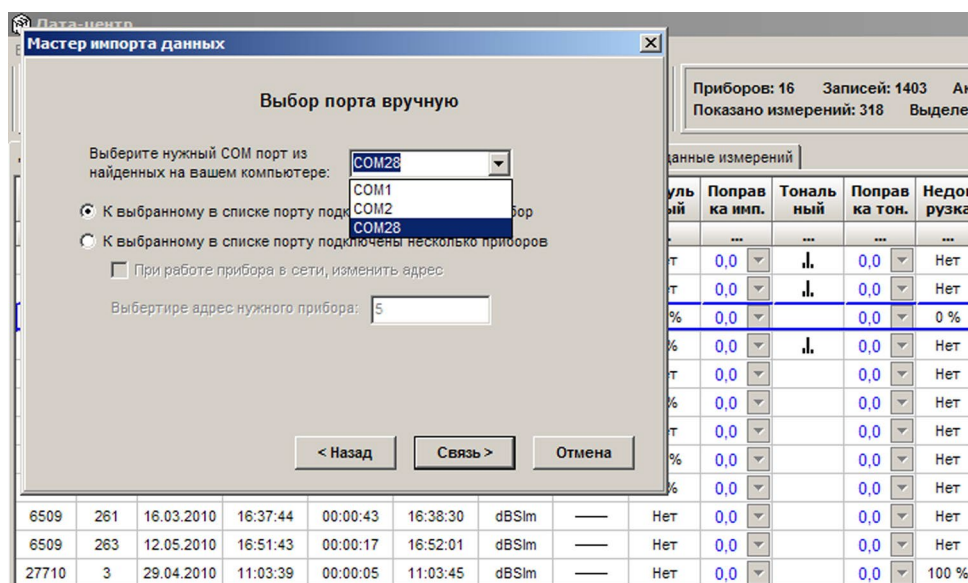 Дата-центр
Мастер импорта данных
Выбор порта вручную
Выберите нужный COM порт из
найденных на вашем компьютере:
COM28
COM1
COM2
COM28
К выбранному в списке порту
К выбранному в списке порту подключены несколько приборов
При работе прибора в сети, изменить адрес
Выбертире адрес нужного прибора: 5
< Назад Связь > Отмена
Приборов: 16 Записей: 1403
Показано измерений: 318
измерений
Поправ Тональ Поправ
ка имп. ный ка тон.
... ... ... ...
0,0 0,0 Нет
0,0 0,0 Нет
% 0,0 0,0 0 %
% 0,0 0,0 Нет
0,0 0,0 Нет
% 0,0 0,0 Нет
0,0 0,0 Нет
% 0,0 0,0 Нет
% 0,0 0,0 Нет
6509 261 16.03.2010 16:37:44 00:00:43 16:38:30 dBSlm Нет 0,0 0,0 Нет
6509 263 12.05.2010 16:51:43 00:00:17 16:52:01 dBSlm Нет 0,0 0,0 Нет
27710 3 29.04.2010 11:03:39 00:00:05 11:03:45 dBSlm Нет 0,0 0,0 100 %